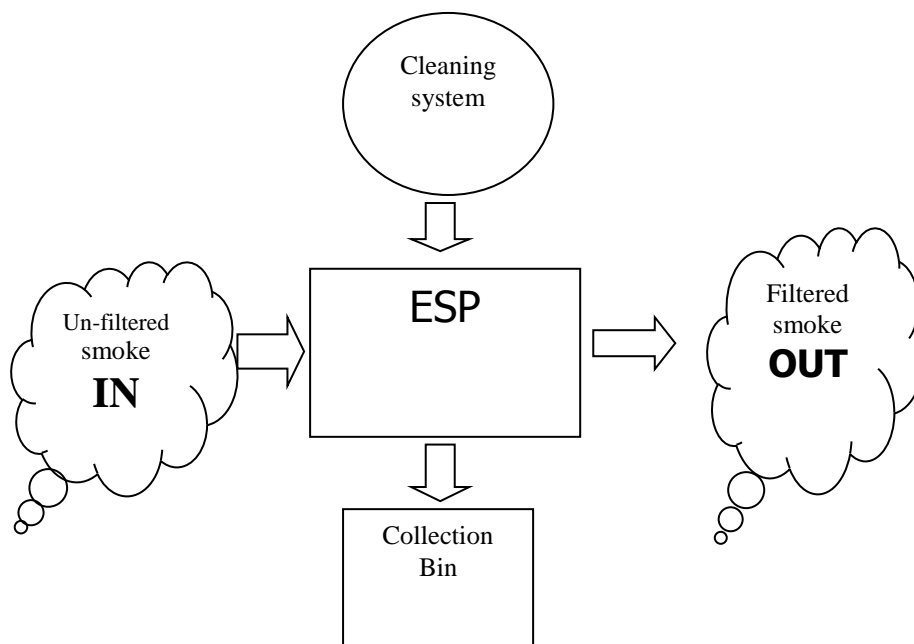 Cleaning
system
ESP
Un-filtered
smoke
IN
Filtered
smoke
OUT
Collection
Bin